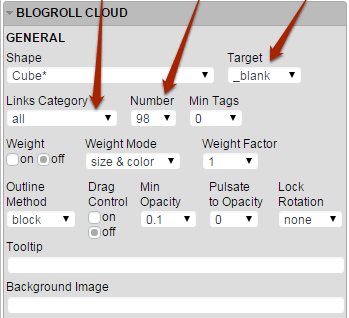 BLOGROLL CLOUD
GENERAL
Shape Target
Cube* _blank
Links Category Number Min Tags
all 98 0
Weight Weight Mode Weight Factor
on off size & color 1
Outline Drag Min Pulsate Lock
Method Control Opacity to Opacity Rotation
block on 0.1 0 none
off
Tooltip
Background Image